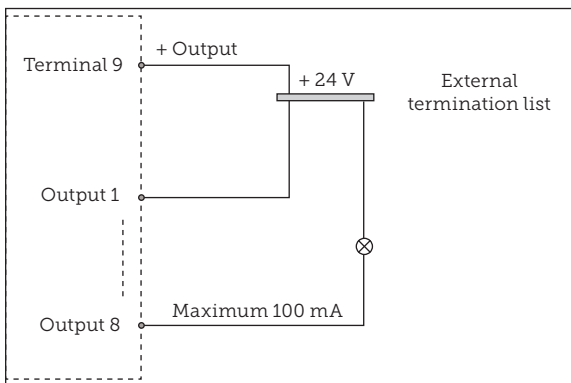 + Output
Terminal 9
+ 24 V
External
termination list
Output 1
Maximum 100 mA
Output 8